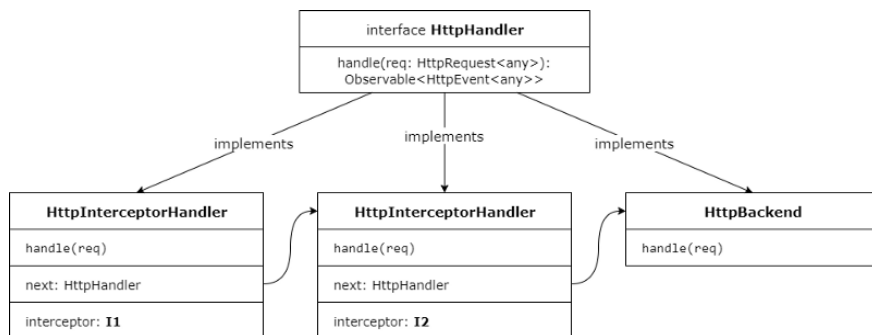 interface HttpHandler
handle(req: HttpRequest<any>):
Observable<HttpEvent<any>>
implements
implements
implements
HttpInterceptorHandler
handle(req)
next: HttpHandler
interceptor: I1
HttpInterceptorHandler
handle(req)
next: HttpHandler
interceptor: I2
HttpBackend
handle(req)